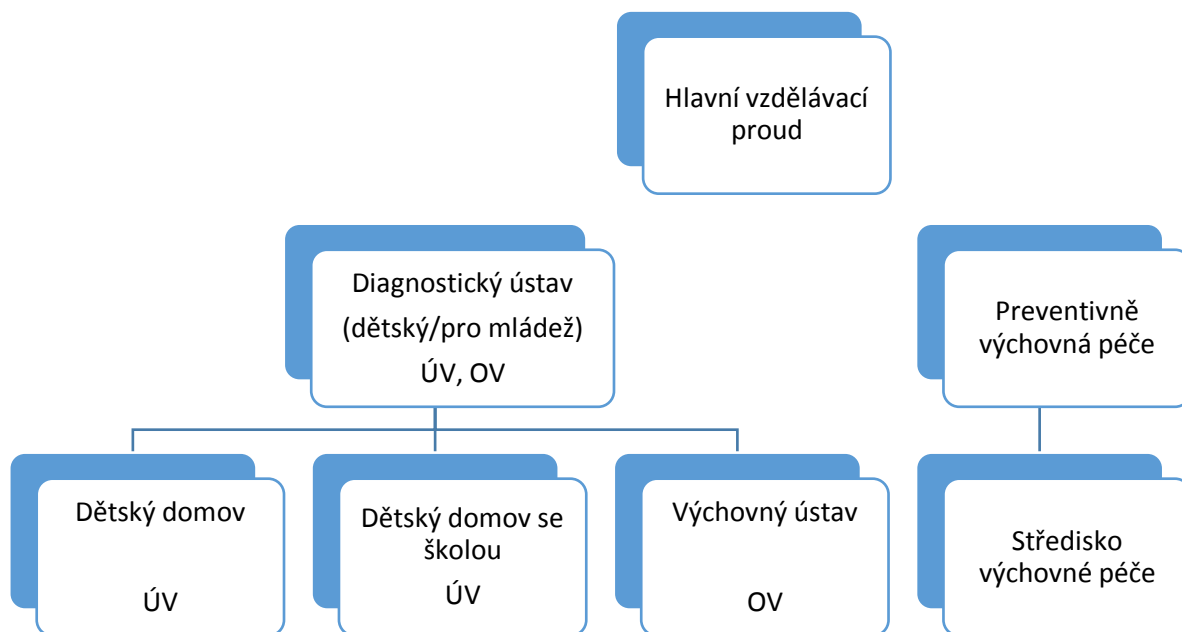 Hlavní vzdělávací
proud
Diagnostický ústav
(dětský/pro mládež)
ÚV, OV
Preventivně
výchovná péče
Dětský domov
ÚV
Dětský domov se
školou
ÚV
Výchovný ústav
OV
Středisko
výchovné péče